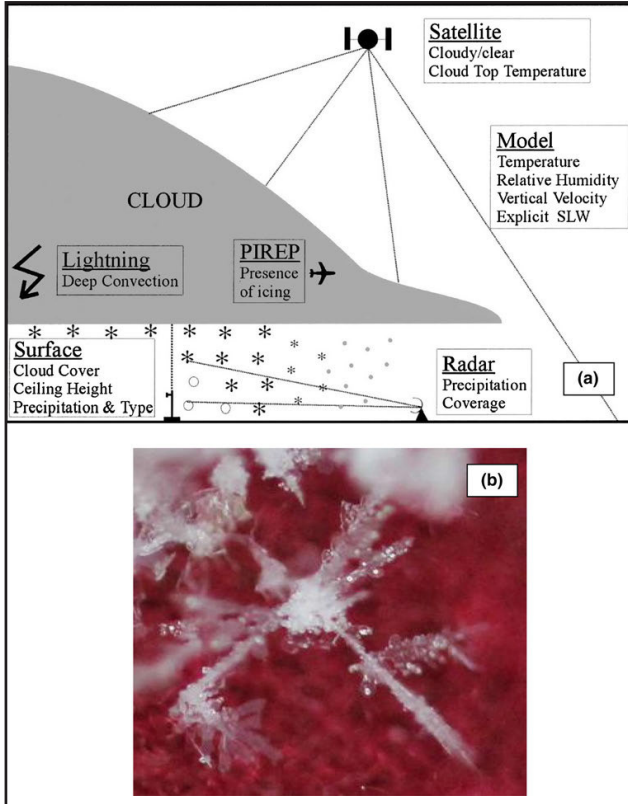 Satellite
Cloudy/clear
Cloud Top Temperature
Model
Temperature
Relative Humidity
Vertical Velocity
Explicit SLW
CLOUD
Lightning
Deep Convection
PIREP
Presence
of icing
Surface
Cloud Cover
Ceiling Height
Precipitation & Type
Radar
Precipitation
Coverage
(a)
(b)